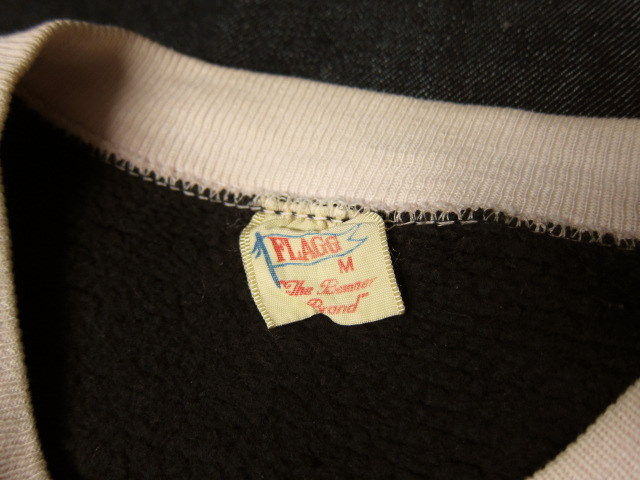 FLAGG
M
"The Banner
Brand"